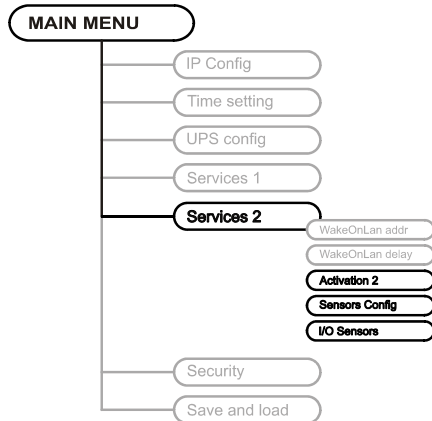 MAIN MENU
IP Config
Time setting
UPS config
Services 1
Services 2
WakeOnLan addr
WakeOnLan delay
Activation 2
Sensors Config
I/O Sensors
Security
Save and load